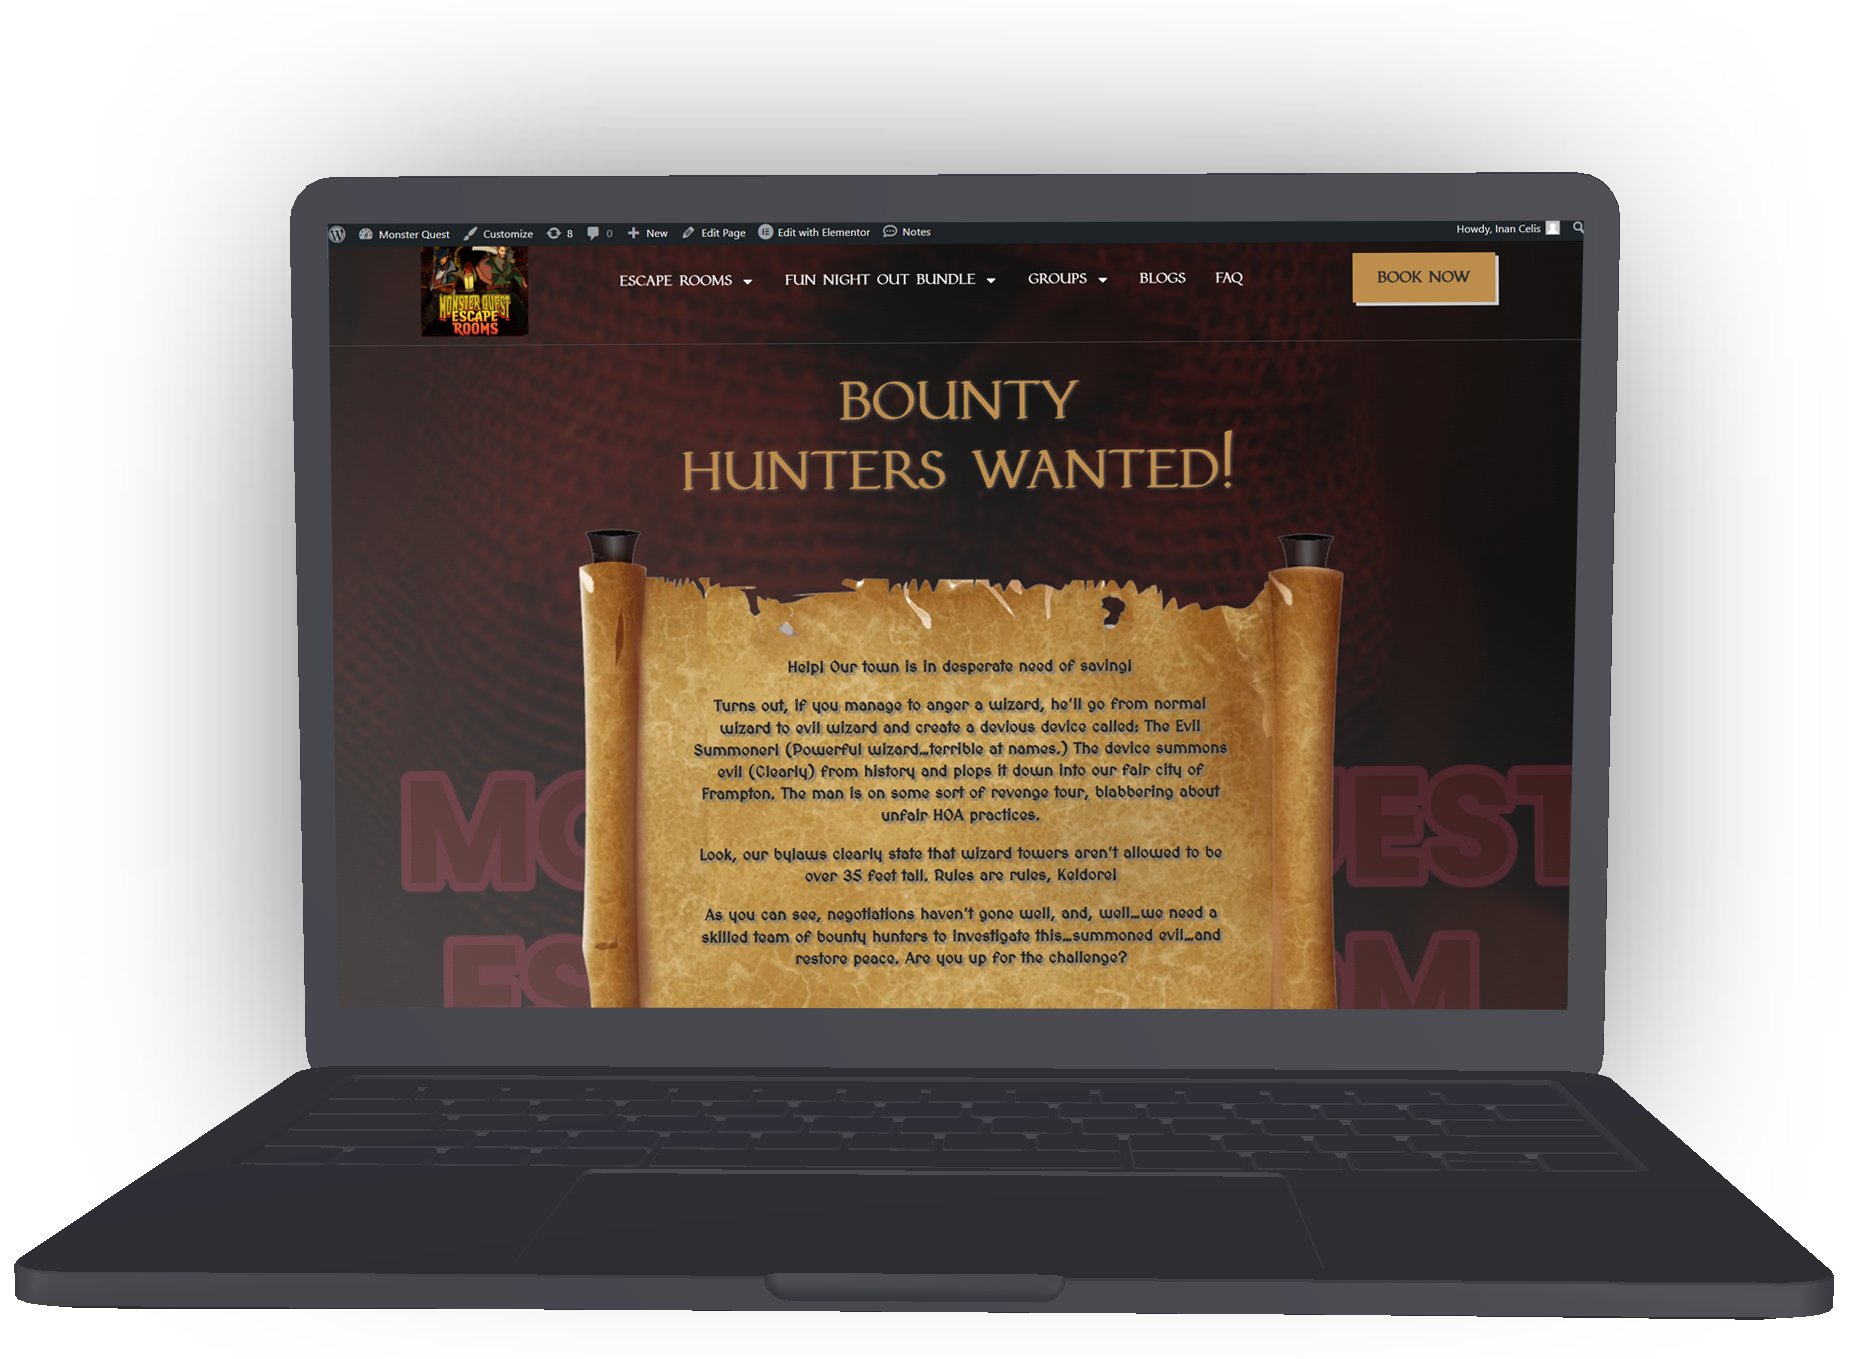 Monster Quest Customize 8 0 New Edit Page Edit with Elementor Notes Howdy, Inan Celis
MONSTER QUEST
ESCAPE
ROOMS
ESCAPE ROOMS FUN NIGHT OUT BUNDLE GROUPS BLOGS FAQ BOOK NOW
BOUNTY
HUNTERS WANTED!
Help! Our town is in desperate need of saving!
Turns out, if you manage to anger a wizard, he'll go from normal
wizard to evil wizard and create a devious device called: The Evil
Summoner! (Powerful wizard...terrible at names.) The device summons
evil (Clearly) from history and plops it down into our fair city of
Frampton. The man is on some sort of revenge tour, blabbering about
unfair HOA practices.
Look, our bylaws clearly state that wizard towers aren't allowed to be
over 35 feet tall. Rules are rules, Keldore!
As you can see, negotiations haven't gone well, and, well...we need a
skilled team of bounty hunters to investigate this...summoned evil...and
restore peace. Are you up for the challenge?